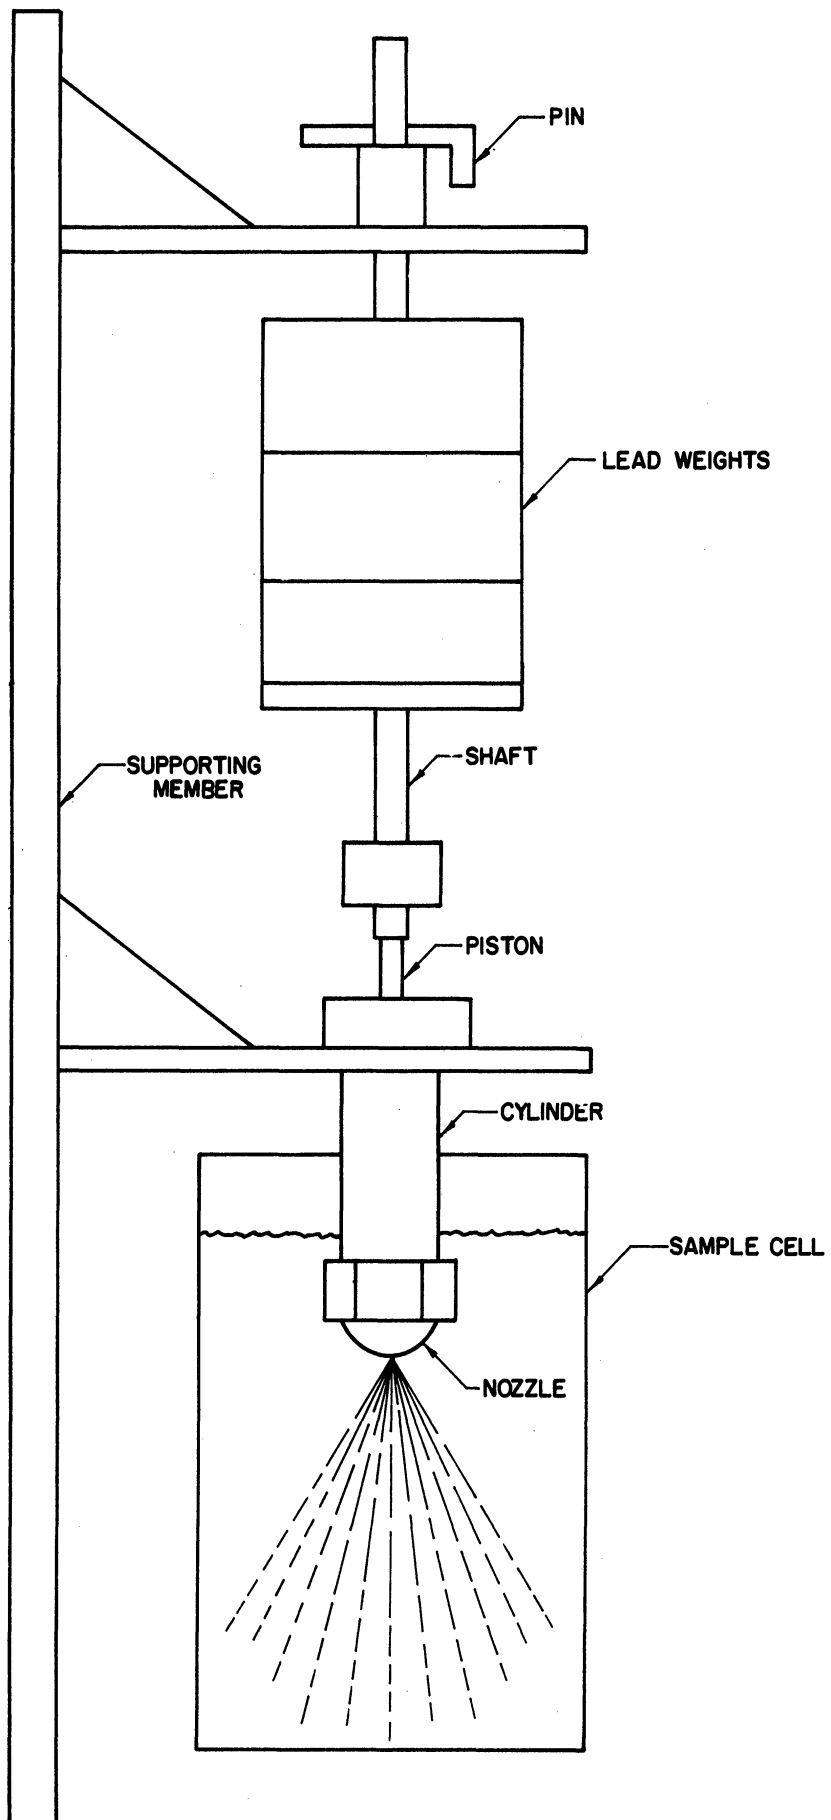 PIN
LEAD WEIGHTS
SHAFT
SUPPORTING
MEMBER
PISTON
CYLINDER
SAMPLE CELL
NOZZLE